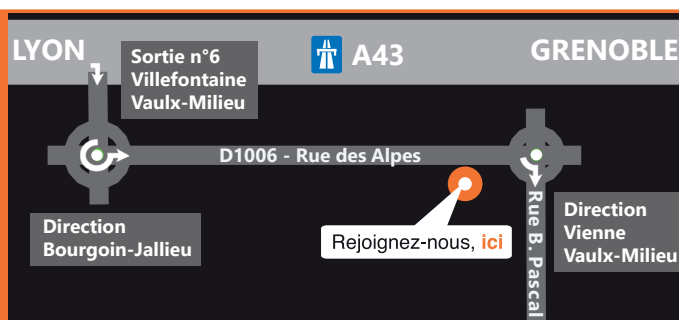 LYON
Sortie n°6
Villefontaine
Vaulx-Milieu
A43
GRENOBLE
D1006 - Rue des Alpes
Direction
Bourgoin-Jallieu
Rejoignez-nous, ici
Rue B. Pascal
Direction
Vienne
Vaulx-Milieu